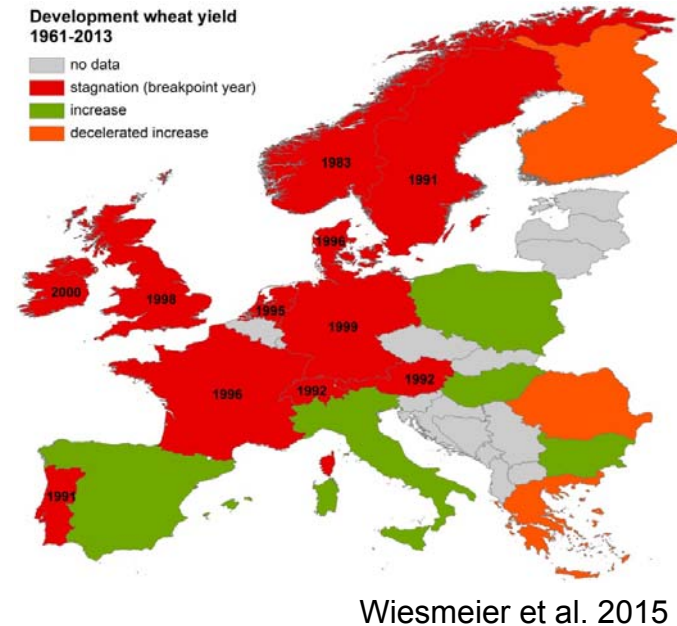 Development wheat yield
1961-2013
no data
stagnation (breakpoint year)
increase
decelerated increase
1983
1991
1996
2000
1998
1995
1999
1996
1992
1992
1991
Wiesmeier et al. 2015